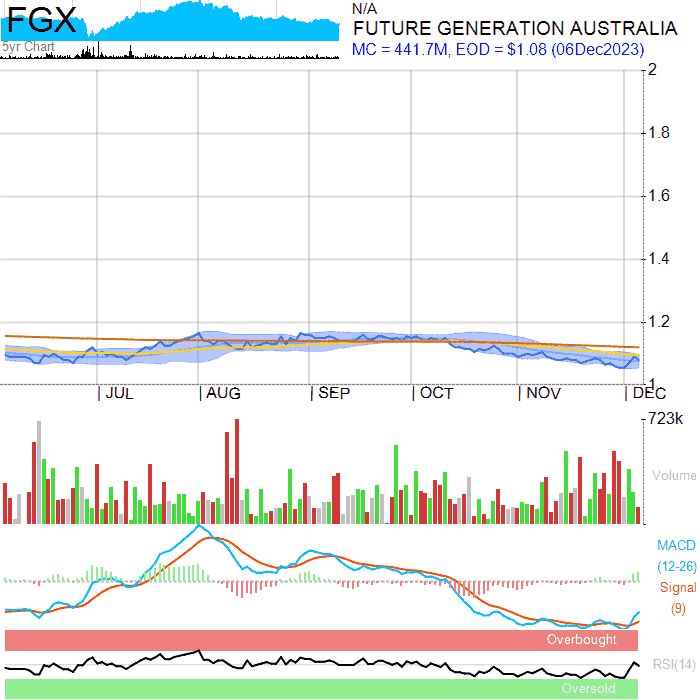 FGX
5yr Chart
N/A
FUTURE GENERATION AUSTRALIA
MC = 441.7M, EOD = $1.08 (06Dec2023)
2
1.8
1.6
1.4
1.2
1
JUL
AUG
SEP
OCT
NOV
DEC
723k
Volume
MACD
(12-26)
Signal
(9)
Overbought
RSI(14)
Oversold